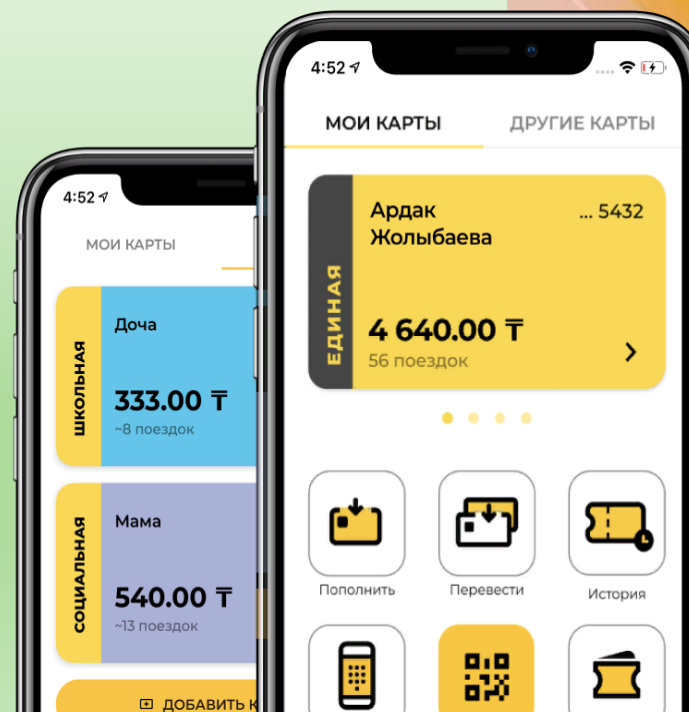 4:52
МОИ КАРТЫ
ШКОЛЬНАЯ
Доча
333.00 ₸
~8 поездок
СОЦИАЛЬНАЯ
Мама
540.00 ₸
~13 поездок
ДОБАВИТЬ К
4:52
МОИ КАРТЫ
ДРУГИЕ КАРТЫ
ЕДИНАЯ
Ардак
Жолыбаева
... 5432
4 640.00 ₸
56 поездок
Пополнить
Перевести
История